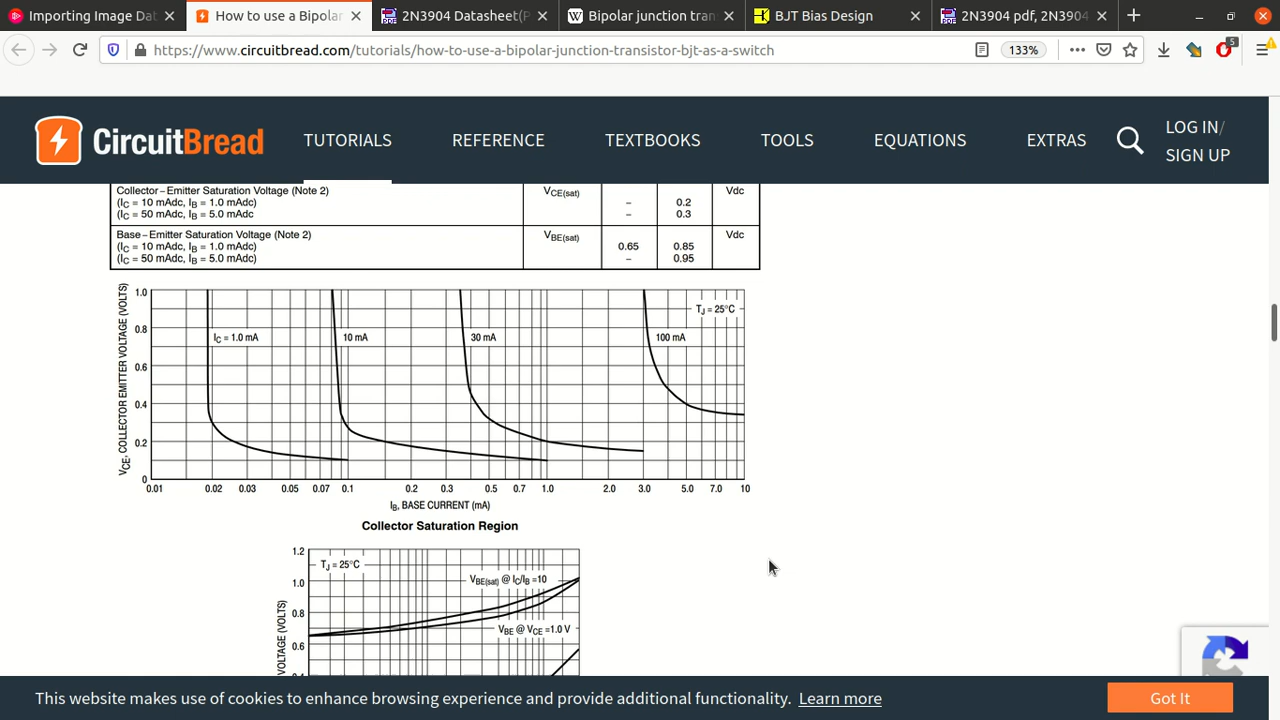 Importing Image Dat
How to use a Bipolar
2N3904 Datasheet(P
Bipolar junction tran
BJT Bias Design
2N3904 pdf, 2N3904
https://www.circuitbread.com/tutorials/how-to-use-a-bipolar-junction-transistor-bjt-as-a-switch
133%
5
CircuitBread
TUTORIALS
REFERENCE
TEXTBOOKS
TOOLS
EQUATIONS
EXTRAS
LOG IN/
SIGN UP
Collector–Emitter Saturation Voltage (Note 2)
(IC = 10 mAdc, IB = 1.0 mAdc)
(IC = 50 mAdc, IB = 5.0 mAdc
VCE(sat)
–
–
0.2
0.3
Vdc
Base–Emitter Saturation Voltage (Note 2)
(IC = 10 mAdc, IB = 1.0 mAdc)
(IC = 50 mAdc, IB = 5.0 mAdc)
VBE(sat)
0.65
–
0.85
0.95
Vdc
VCE, COLLECTOR EMITTER VOLTAGE (VOLTS)
1.0
0.8
0.6
0.4
0.2
0
IC = 1.0 mA
10 mA
30 mA
100 mA
TJ = 25°C
0.01
0.02
0.03
0.05
0.07
0.1
0.2
0.3
0.5
0.7
1.0
2.0
3.0
5.0
7.0
10
IB, BASE CURRENT (mA)
Collector Saturation Region
1.2
1.0
0.8
0.6
TJ = 25°C
VBE(sat) @ IC/IB =10
VBE @ VCE =1.0 V
VOLTAGE (VOLTS)
This website makes use of cookies to enhance browsing experience and provide additional functionality. Learn more
Got It